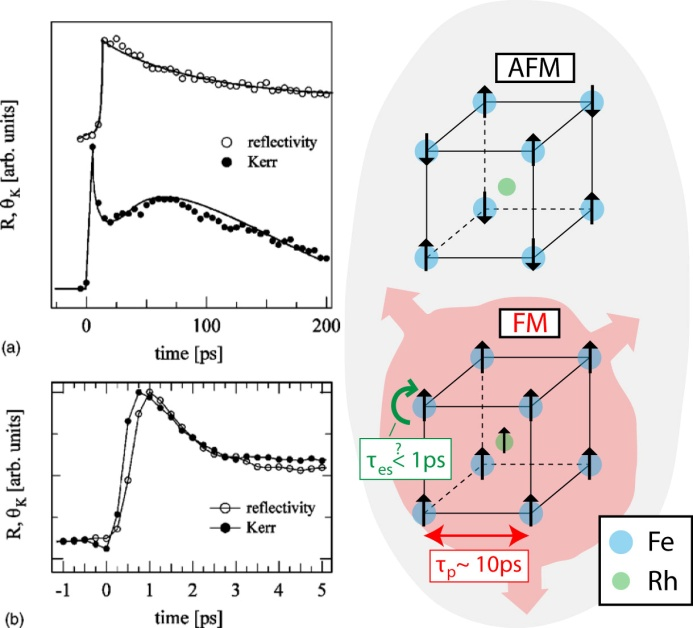 R, θK [arb. units]
reflectivity
Kerr
0
100
200
time [ps]
(a)
R, θK [arb. units]
reflectivity
Kerr
-1
0
1
2
3
4
5
time [ps]
(b)
AFM
FM
τes ?< 1ps
τp~ 10ps
Fe
Rh